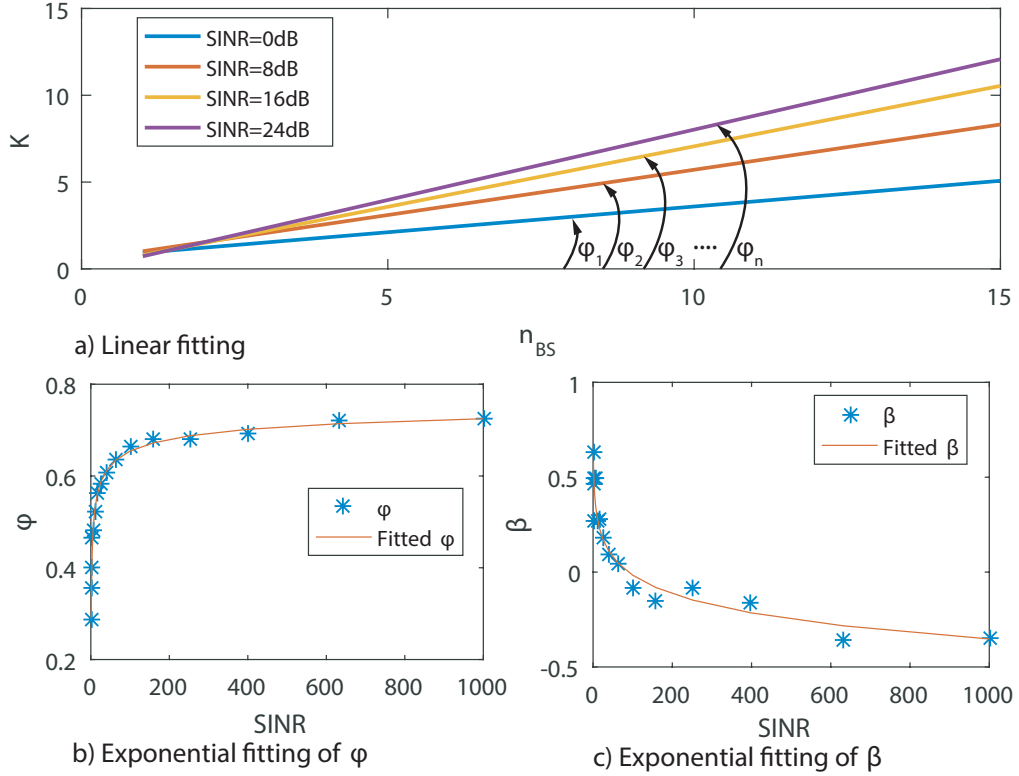 15
10
5
0
K
SINR=0dB
SINR=8dB
SINR=16dB
SINR=24dB
φ1 φ2 φ3 .... φn
0 5 10 15
n_BS
a) Linear fitting
0.8
0.6
0.4
0.2
φ
φ
Fitted φ
0 200 400 600 800 1000
SINR
b) Exponential fitting of φ
1
0.5
0
-0.5
β
β
Fitted β
0 200 400 600 800 1000
SINR
c) Exponential fitting of β